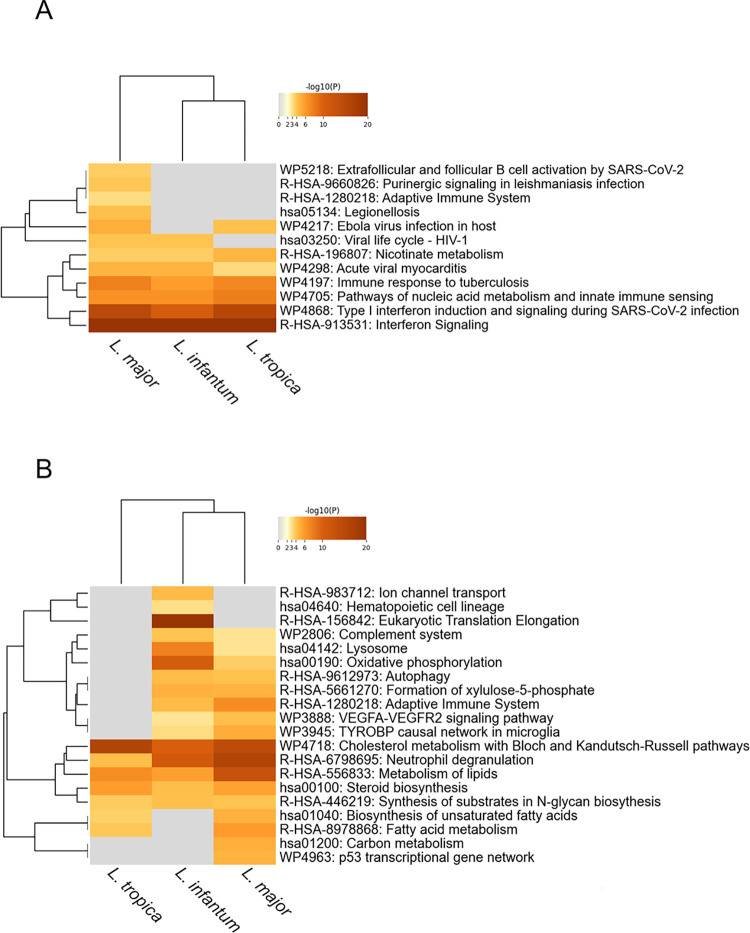 A
-log10(P)
0 2 3 4 6 10 20
WP5218: Extrafollicular and follicular B cell activation by SARS-CoV-2
R-HSA-9660826: Purinergic signaling in leishmaniasis infection
R-HSA-1280218: Adaptive Immune System
hsa05134: Legionellosis
WP4217: Ebola virus infection in host
hsa03250: Viral life cycle - HIV-1
R-HSA-196807: Nicotinate metabolism
WP4298: Acute viral myocarditis
WP4197: Immune response to tuberculosis
WP4705: Pathways of nucleic acid metabolism and innate immune sensing
WP4868: Type I interferon induction and signaling during SARS-CoV-2 infection
R-HSA-913531: Interferon Signaling
L. major
L. infantum
L. tropica
B
-log10(P)
0 2 3 4 6 10 20
R-HSA-983712: Ion channel transport
hsa04640: Hematopoietic cell lineage
R-HSA-156842: Eukaryotic Translation Elongation
WP2806: Complement system
hsa04142: Lysosome
hsa00190: Oxidative phosphorylation
R-HSA-9612973: Autophagy
R-HSA-5661270: Formation of xylulose-5-phosphate
R-HSA-1280218: Adaptive Immune System
WP3888: VEGFA-VEGFR2 signaling pathway
WP3945: TYROBP causal network in microglia
WP4718: Cholesterol metabolism with Bloch and Kandutsch-Russell pathways
R-HSA-6798695: Neutrophil degranulation
R-HSA-556833: Metabolism of lipids
hsa00100: Steroid biosynthesis
R-HSA-446219: Synthesis of substrates in N-glycan biosythesis
hsa01040: Biosynthesis of unsaturated fatty acids
R-HSA-8978868: Fatty acid metabolism
hsa01200: Carbon metabolism
WP4963: p53 transcriptional gene network
L. tropica
L. infantum
L. major